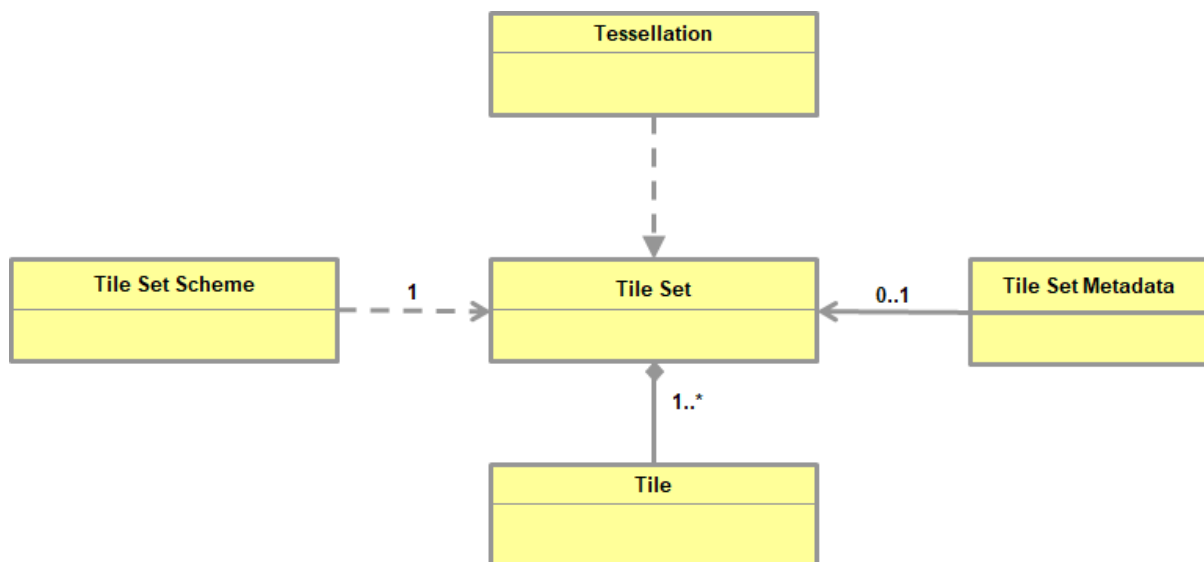 Tessellation
Tile Set Scheme
1
Tile Set
0..1
Tile Set Metadata
1..*
Tile